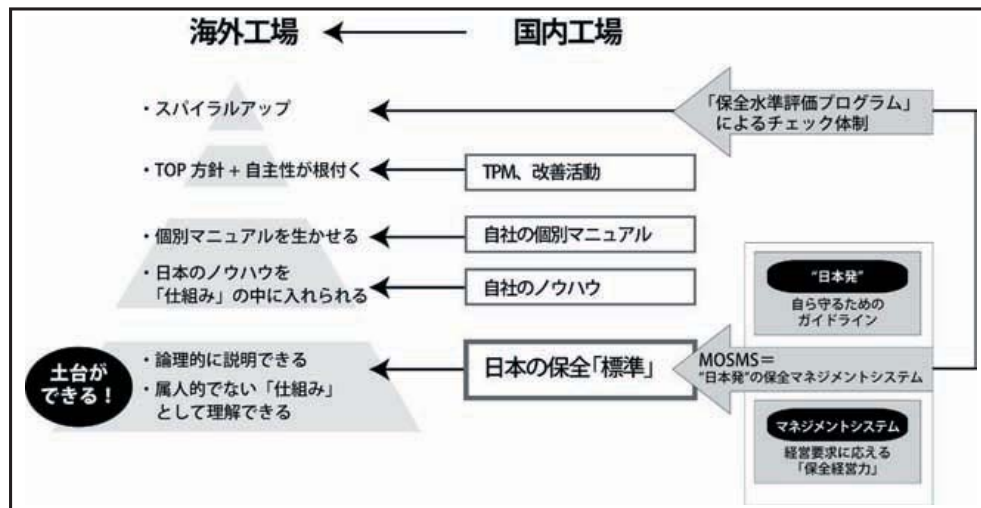 海外工場
国内工場
・スパイラルアップ
「保全水準評価プログラム」
によるチェック体制
・TOP 方針 + 自主性が根付く
TPM、改善活動
・個別マニュアルを生かせる
自社の個別マニュアル
・日本のノウハウを
「仕組み」の中に入れられる
自社のノウハウ
"日本発"
自ら守るための
ガイドライン
土台が
できる！
・論理的に説明できる
・属人的でない「仕組み」
として理解できる
日本の保全「標準」
MOSMS＝
"日本発"の保全マネジメントシステム
マネジメントシステム
経営要求に応える
「保全経営力」